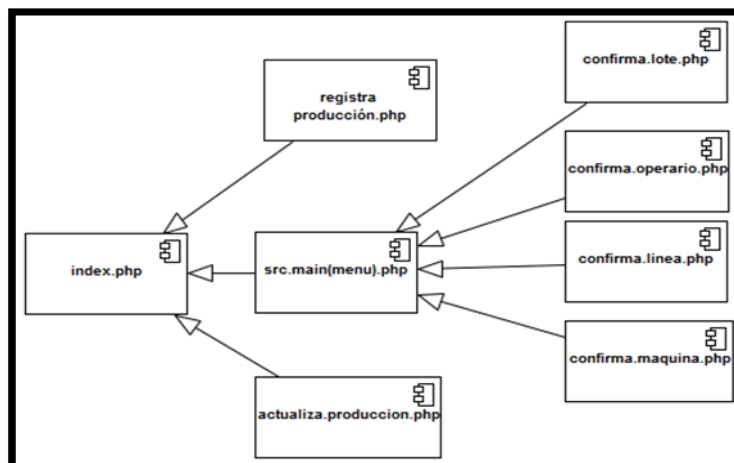 confirma.lote.php
registra
producción.php
confirma.operario.php
index.php
src.main(menu).php
confirma.linea.php
confirma.maquina.php
actualiza.produccion.php